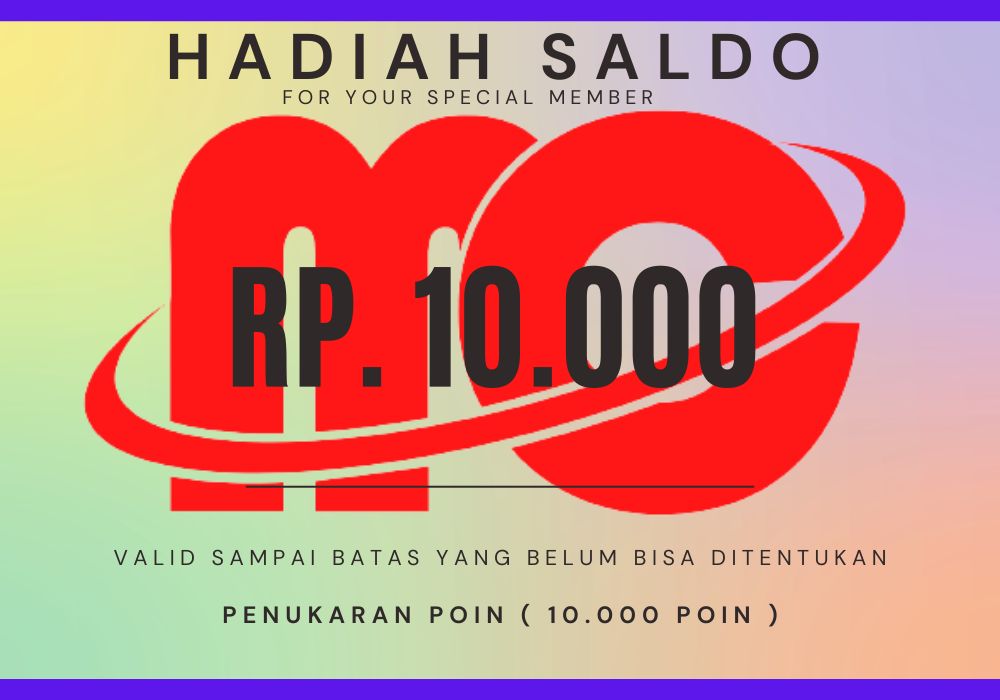 HADIAH SALDO
FOR YOUR SPECIAL MEMBER
RP. 10.000
VALID SAMPAI BATAS YANG BELUM BISA DITENTUKAN
PENUKARAN POIN ( 10.000 POIN )